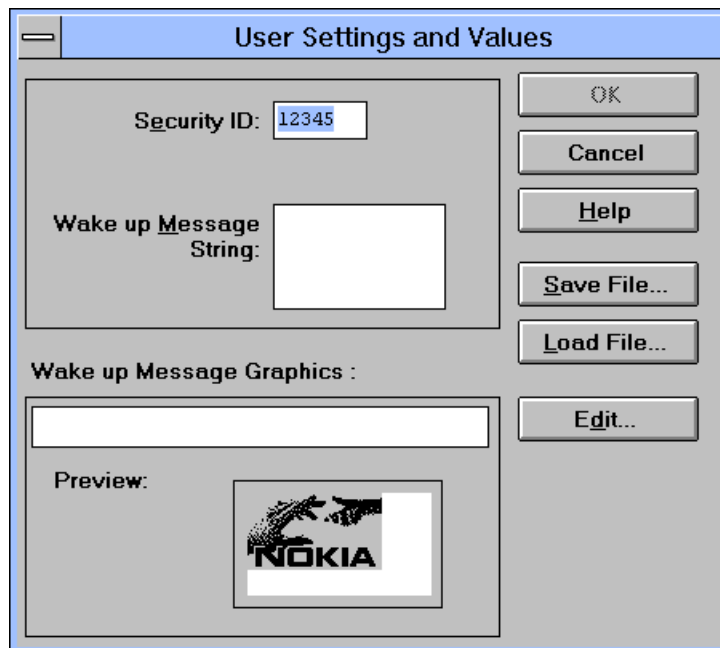 User Settings and Values
Security ID: 12345
OK
Cancel
Wake up Message
String:
Help
Save File...
Load File...
Wake up Message Graphics :
Edit...
Preview:
NOKIA